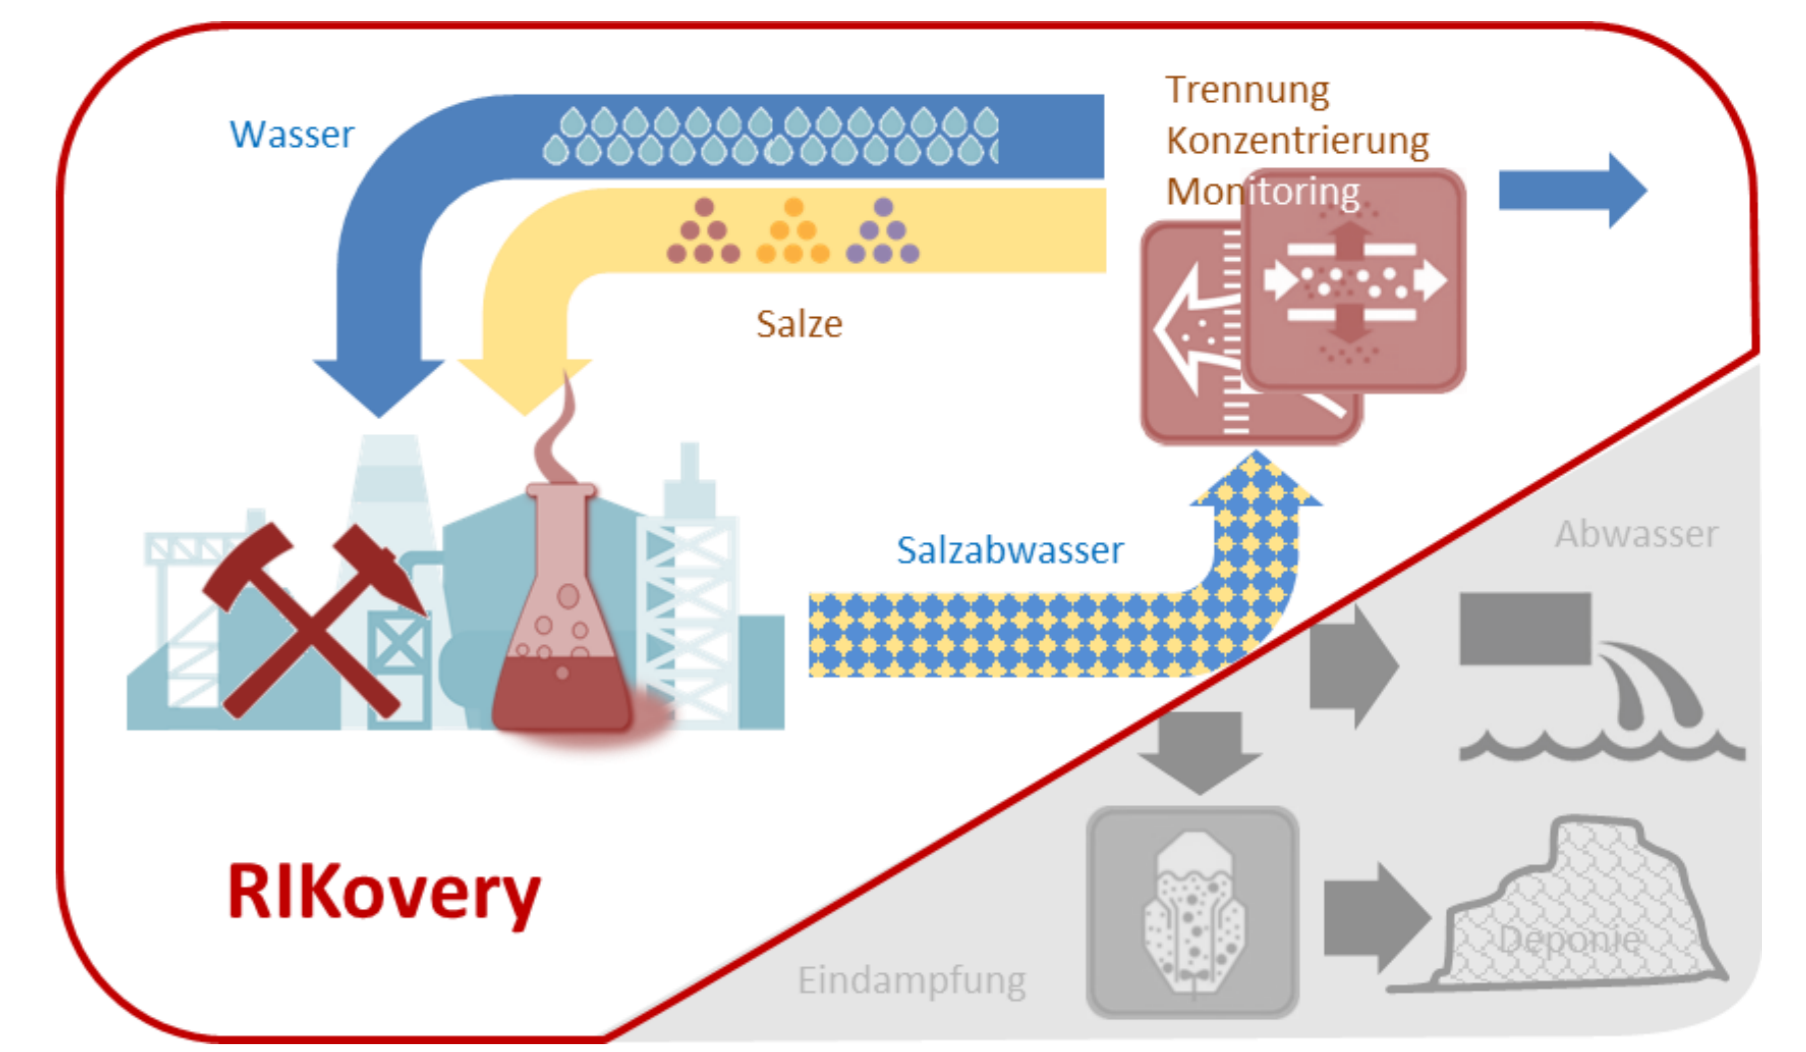 Wasser
Trennung
Konzentrierung
Monitoring
Salze
Salzabwasser
Abwasser
RIKovery
Deponie
Eindampfung